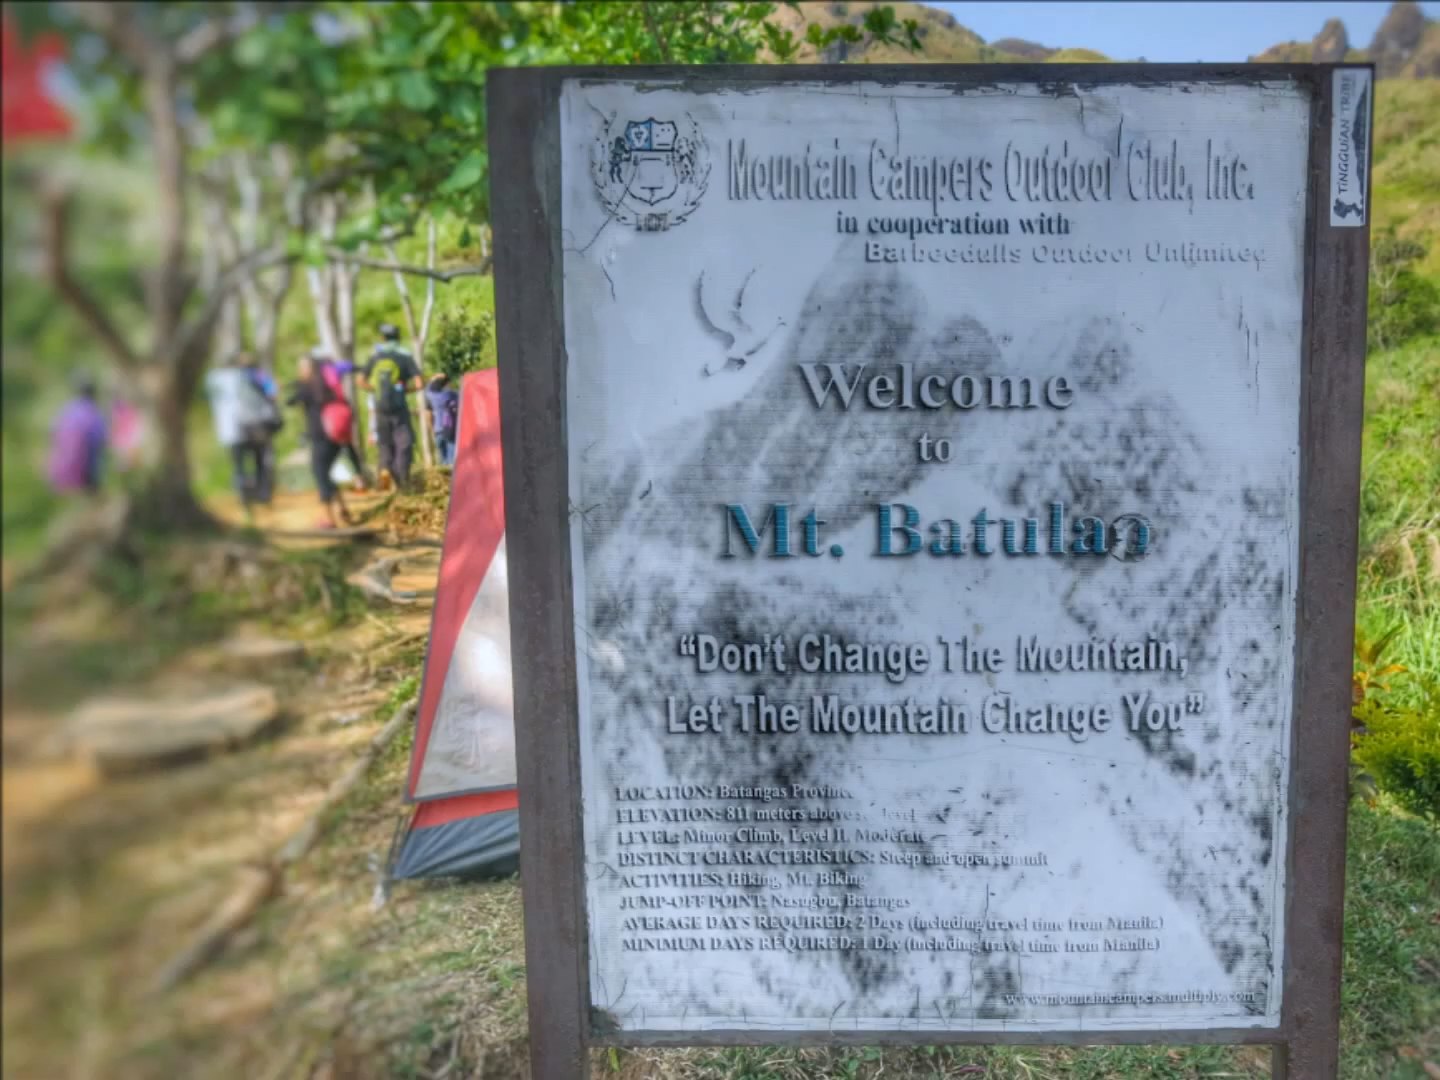 Mountain Campers Outdoor Club, Inc.
in cooperation with
Barbeedulls Outdoor Unlimited
TINGGUIAN TRIBE
Welcome
to
Mt. Batulao
“Don't Change The Mountain,
Let The Mountain Change You”
LOCATION: Batangas Province
ELEVATION: 811 meters above level
LEVEL: Minor Climb, Level II, Moderate
DISTINCT CHARACTERISTICS: Steep and open summit
ACTIVITIES: Hiking, Mt. Biking
JUMP-OFF POINT: Nasugbu, Batangas
AVERAGE DAYS REQUIRED: 2 Days (including travel time from Manila)
MINIMUM DAYS REQUIRED: 1 Day (including travel time from Manila)
www.mountaincampers.multiply.com